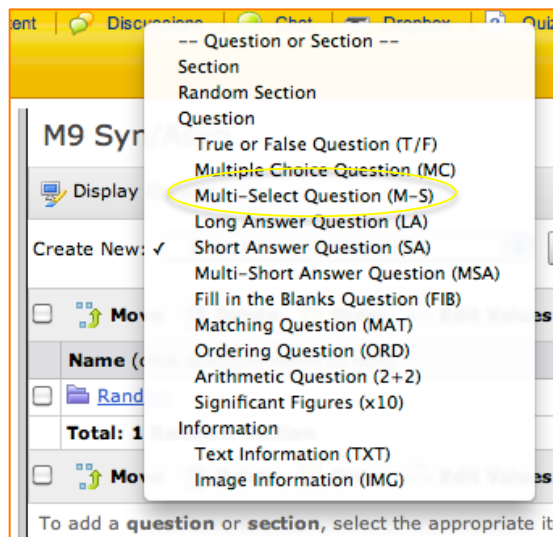 ent Discussions Chat Dropbox Quiz
-- Question or Section --
Section
Random Section
Question
M9 Syn
True or False Question (T/F)
Multiple Choice Question (MC)
Display
Multi-Select Question (M-S)
Long Answer Question (LA)
Create New: ✓ Short Answer Question (SA)
Multi-Short Answer Question (MSA)
Fill in the Blanks Question (FIB)
Move Edit Values
Matching Question (MAT)
Name
Ordering Question (ORD)
Arithmetic Question (2+2)
Rand
Significant Figures (x10)
Total: 1
Information
Text Information (TXT)
Move Edit Values
Image Information (IMG)
To add a question or section, select the appropriate it